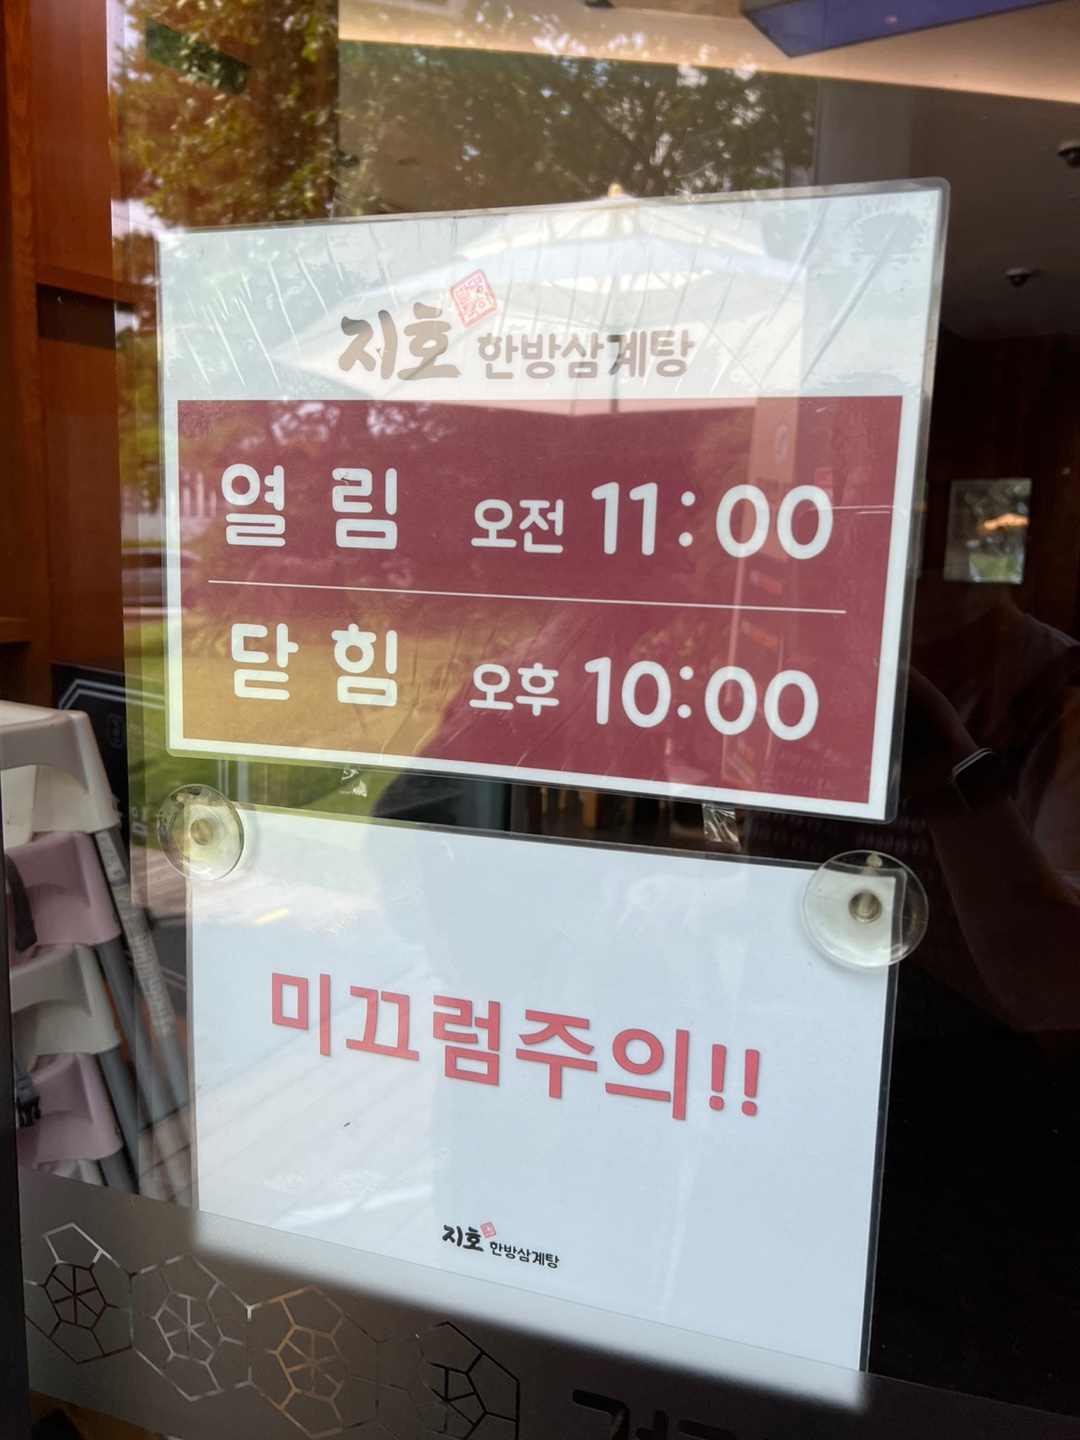 지호 한방삼계탕
열림 오전 11:00
닫힘 오후 10:00
미끄럼주의!!
지호 한방삼계탕